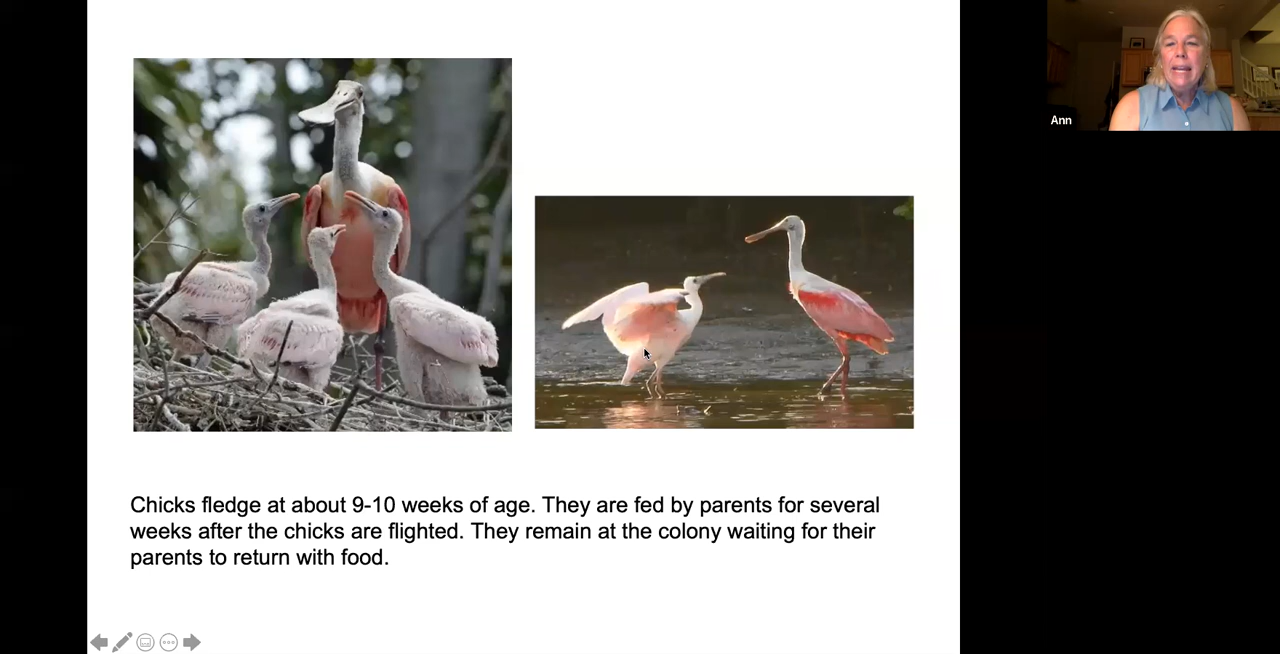 Ann
Chicks fledge at about 9-10 weeks of age. They are fed by parents for several
weeks after the chicks are flighted. They remain at the colony waiting for their
parents to return with food.